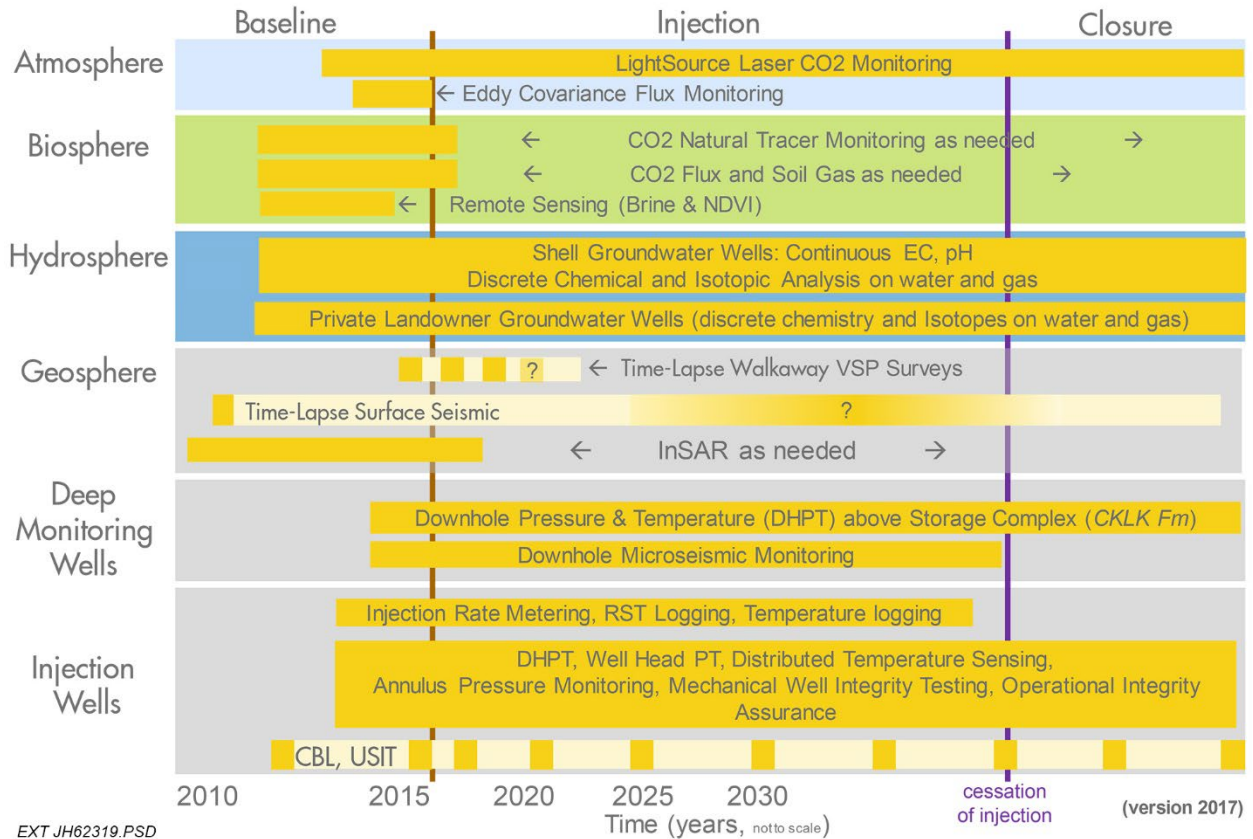 Baseline Injection Closure
Atmosphere
LightSource Laser CO2 Monitoring
← Eddy Covariance Flux Monitoring
Biosphere
← CO2 Natural Tracer Monitoring as needed →
← CO2 Flux and Soil Gas as needed →
← Remote Sensing (Brine & NDVI)
Hydrosphere
Shell Groundwater Wells: Continuous EC, pH
Discrete Chemical and Isotopic Analysis on water and gas
Private Landowner Groundwater Wells (discrete chemistry and Isotopes on water and gas)
Geosphere
? ← Time-Lapse Walkaway VSP Surveys
Time-Lapse Surface Seismic ?
← InSAR as needed →
Deep
Monitoring
Wells
Downhole Pressure & Temperature (DHPT) above Storage Complex (CKLK Fm)
Downhole Microseismic Monitoring
Injection
Wells
Injection Rate Metering, RST Logging, Temperature logging
DHPT, Well Head PT, Distributed Temperature Sensing,
Annulus Pressure Monitoring, Mechanical Well Integrity Testing, Operational Integrity
Assurance
CBL, USIT
2010 2015 2020 2025 2030
cessation
of injection
(version 2017)
Time (years, not to scale)
EXT JH62319.PSD